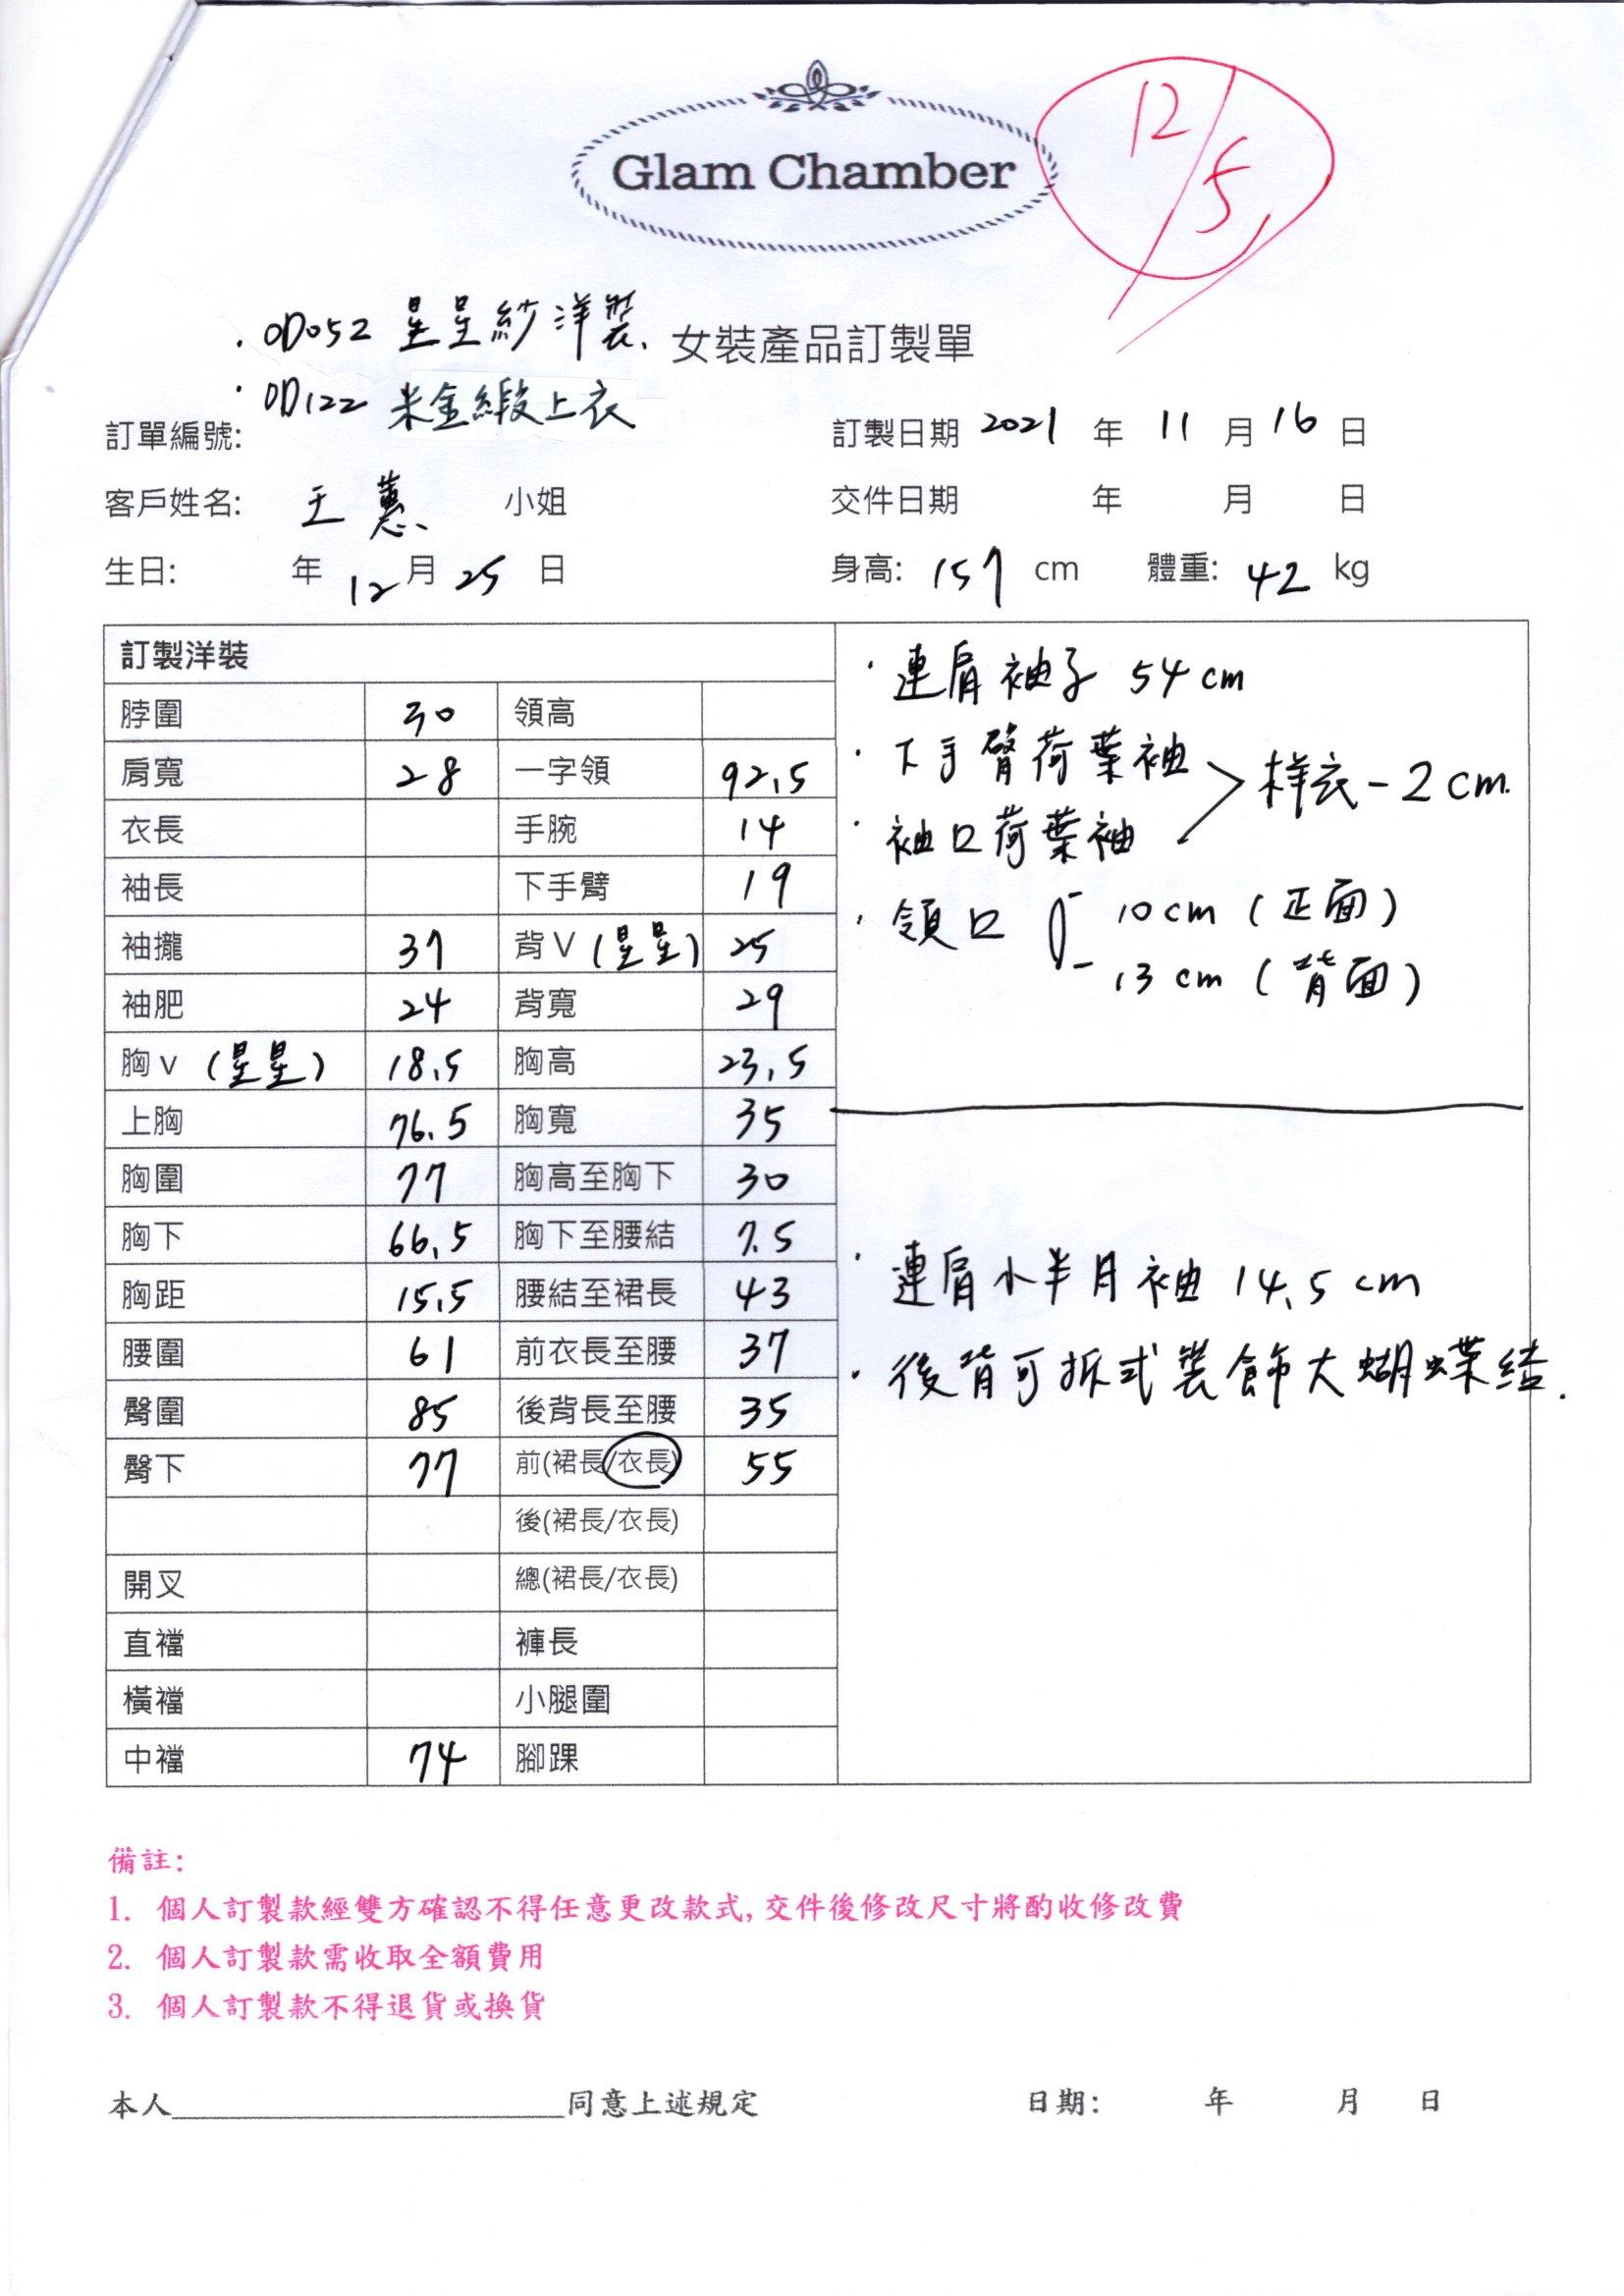 Glam Chamber
12/5
· OD052 星星紗洋裝、
女裝產品訂製單
· OD122 米金緞上衣
訂單編號:
訂製日期 2021 年 11 月 16 日
客戶姓名: 王蕙 小姐
交件日期 年 月 日
生日: 年 12 月 25 日
身高: 157 cm 體重: 42 kg
訂製洋裝
脖圍 30 領高
肩寬 28 一字領 92.5
衣長 手腕 14
袖長 下手臂 19
袖攏 37 背V (星星) 25
袖肥 24 背寬 29
胸v (星星) 18.5 胸高 23.5
上胸 76.5 胸寬 35
胸圍 77 胸高至胸下 30
胸下 66.5 胸下至腰結 7.5
胸距 15.5 腰結至裙長 43
腰圍 61 前衣長至腰 37
臀圍 85 後背長至腰 35
臀下 77 前(裙長/衣長) 55
後(裙長/衣長)
開叉 總(裙長/衣長)
直襠 褲長
橫襠 小腿圍
中襠 74 腳踝
· 連肩袖子 54cm
· 下手臂荷葉袖
· 袖口荷葉袖
样衣-2cm.
· 領口 10cm (正面)
13cm (背面)
· 連肩小半月袖 14.5cm
· 後背可拆式裝飾大蝴蝶结.
備註:
1. 個人訂製款經雙方確認不得任意更改款式,交件後修改尺寸將酌收修改費
2. 個人訂製款需收取全額費用
3. 個人訂製款不得退貨或換貨
本人____________同意上述規定 日期: 年 月 日